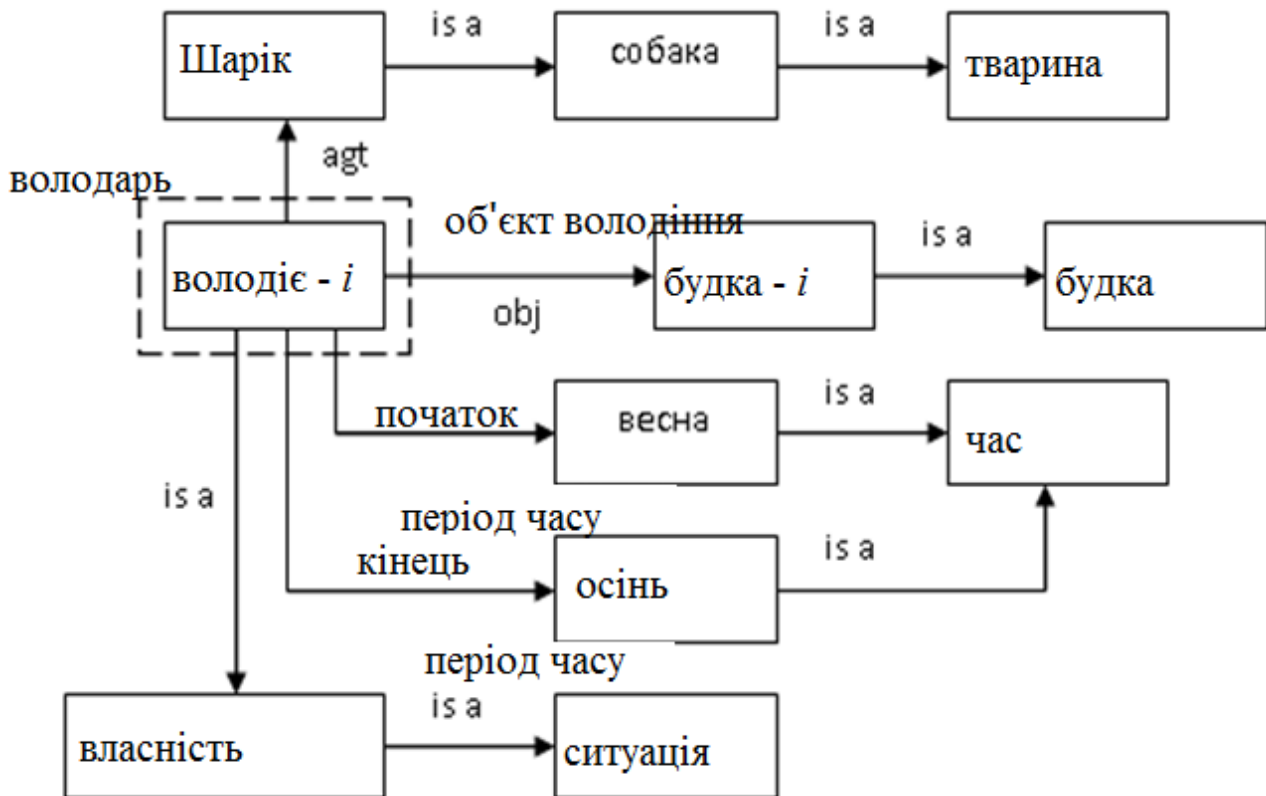 is a
is a
Шарік
собака
тварина
agt
володарь
об'єкт володіння
is a
володіє - i
будка - i
будка
obj
is a
початок
весна
час
is a
період часу
is a
кінець
осінь
період часу
is a
власність
ситуація